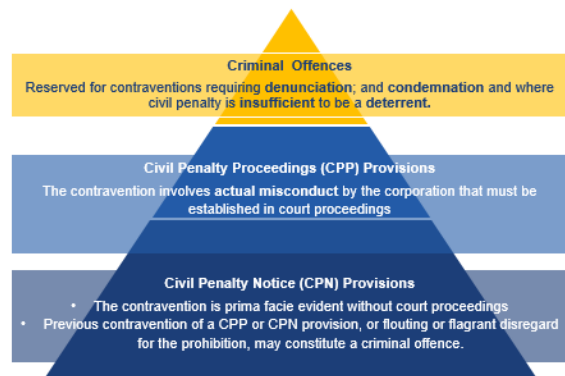 Criminal Offences
Reserved for contraventions requiring denunciation; and condemnation and where
civil penalty is insufficient to be a deterrent.
Civil Penalty Proceedings (CPP) Provisions
The contravention involves actual misconduct by the corporation that must be
established in court proceedings
Civil Penalty Notice (CPN) Provisions
• The contravention is prima facie evident without court proceedings
• Previous contravention of a CPP or CPN provision, or flouting or flagrant disregard
for the prohibition, may constitute a criminal offence.